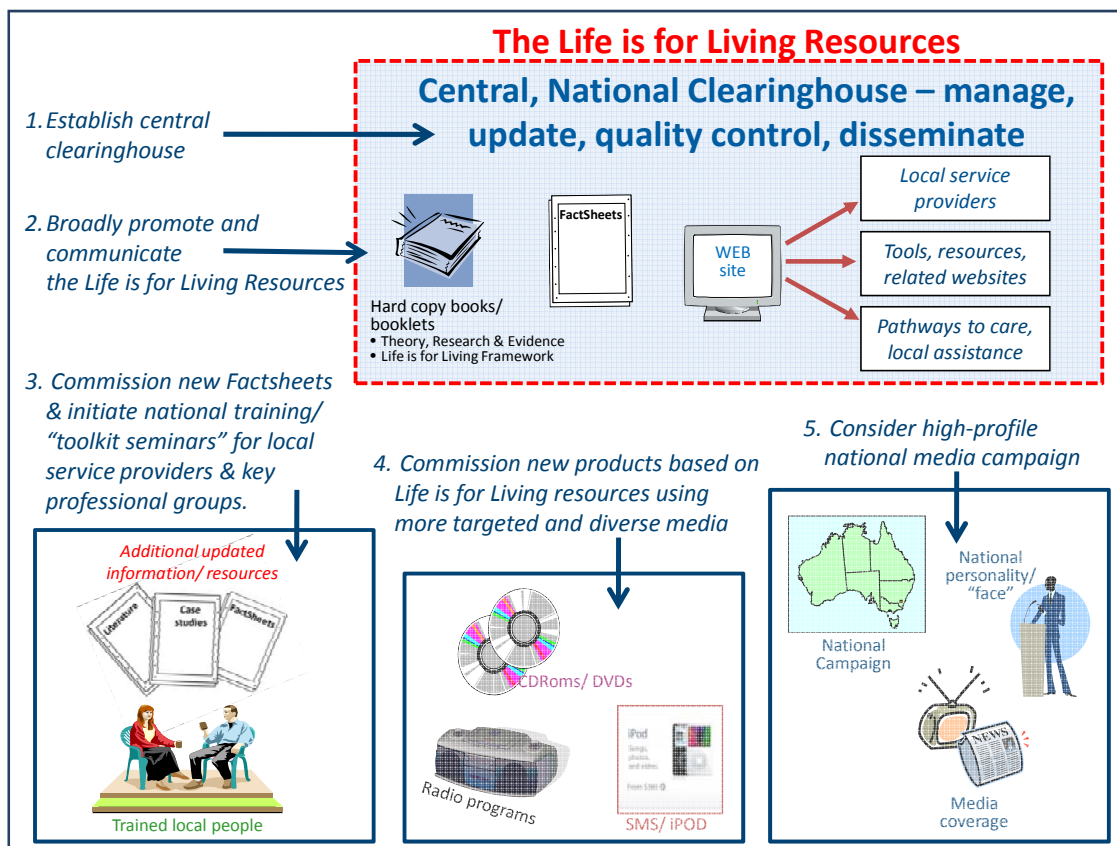 The Life is for Living Resources
Central, National Clearinghouse – manage,
update, quality control, disseminate
1. Establish central
clearinghouse
2. Broadly promote and
communicate
the Life is for Living Resources
FactSheets
WEB
site
Local service
providers
Tools, resources,
related websites
Pathways to care,
local assistance
Hard copy books/
booklets
• Theory, Research & Evidence
• Life is for Living Framework
3. Commission new Factsheets
& initiate national training/
“toolkit seminars” for local
service providers & key
professional groups.
4. Commission new products based on
Life is for Living resources using
more targeted and diverse media
5. Consider high-profile
national media campaign
Additional updated
information/ resources
Literature
Case
studies
FactSheets
Trained local people
CDRoms/ DVDs
Radio programs
iPod
Songs,
photos,
and video.
SMS/ iPOD
National
Campaign
National
personality/
“face”
NEWS
Media
coverage